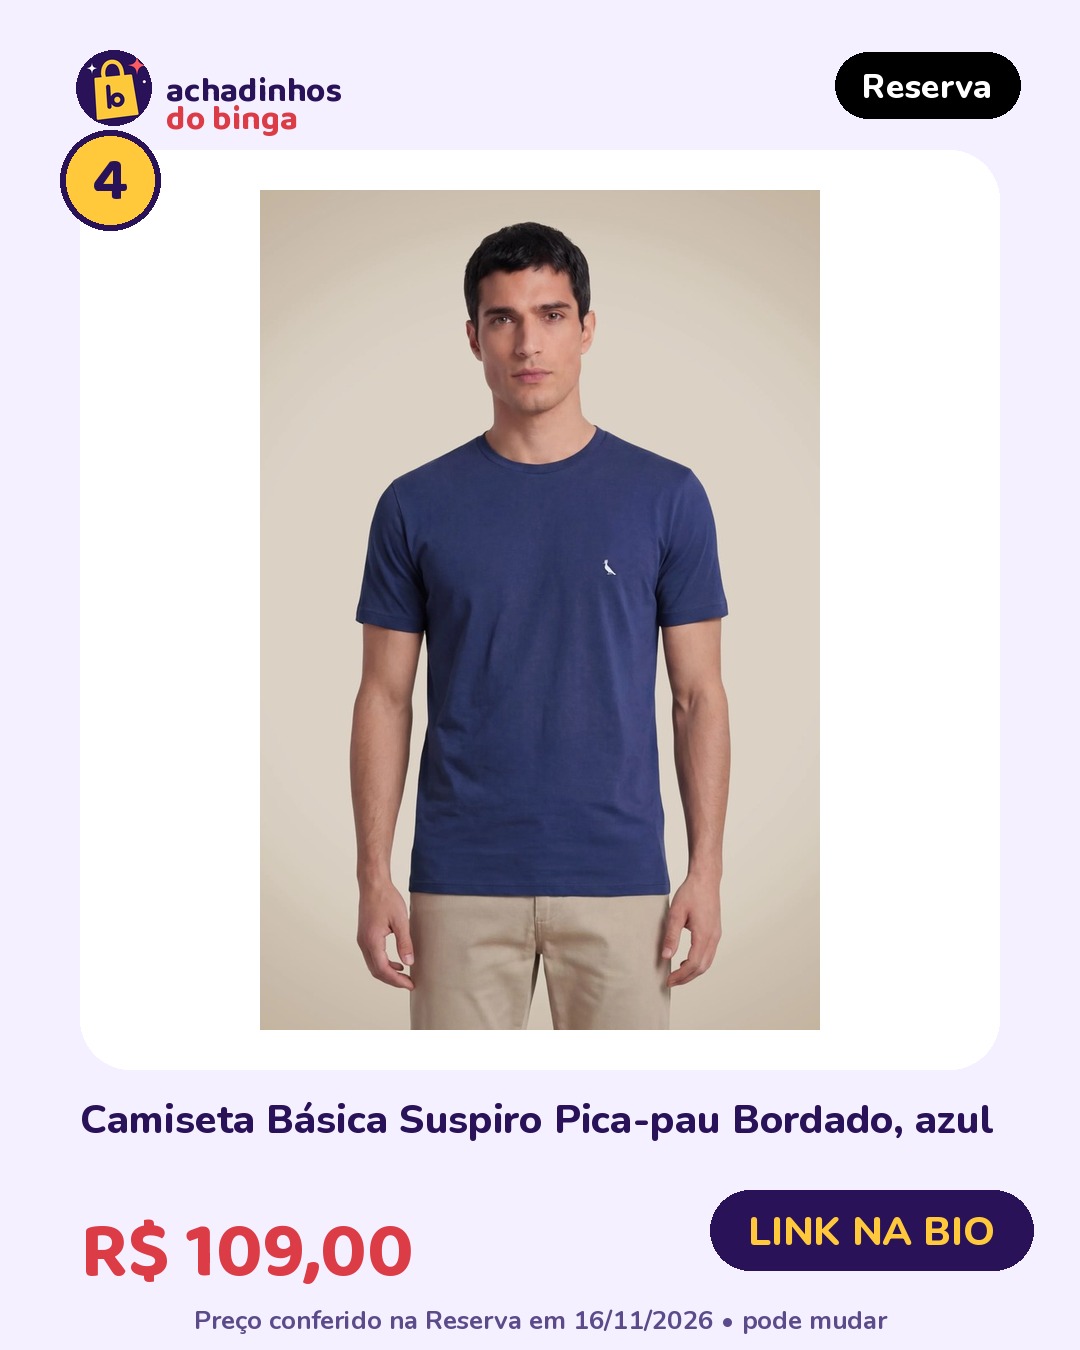 b
achadinhos
do binga
Reserva
4
Camiseta Básica Suspiro Pica-pau Bordado, azul
R$ 109,00
LINK NA BIO
Preço conferido na Reserva em 16/11/2026 • pode mudar